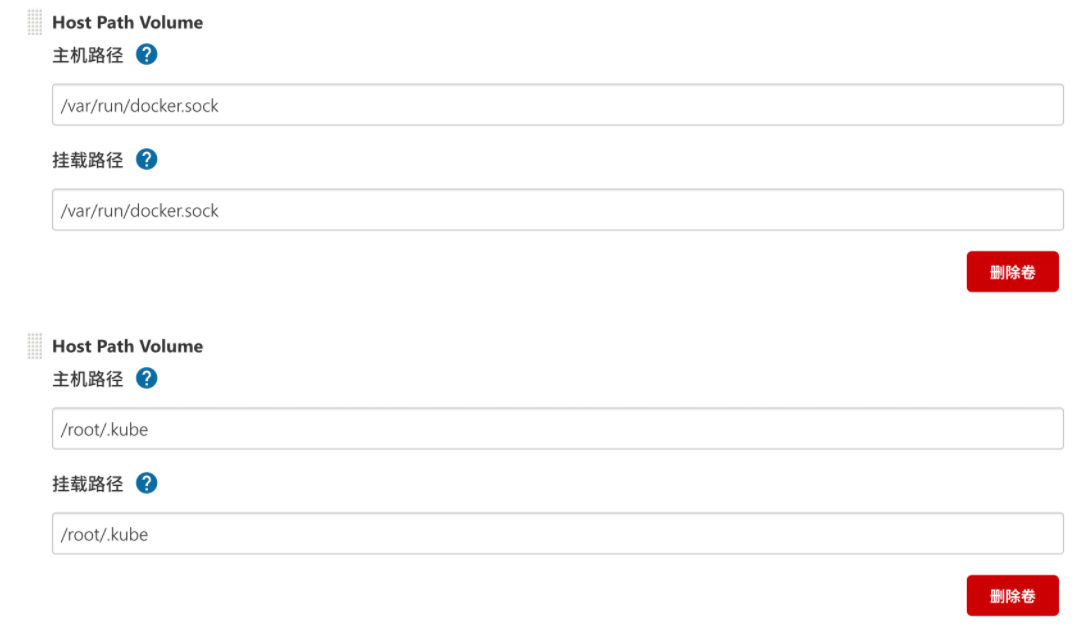 Host Path Volume
主机路径 ?
/var/run/docker.sock
挂载路径 ?
/var/run/docker.sock
删除卷
Host Path Volume
主机路径 ?
/root/.kube
挂载路径 ?
/root/.kube
删除卷